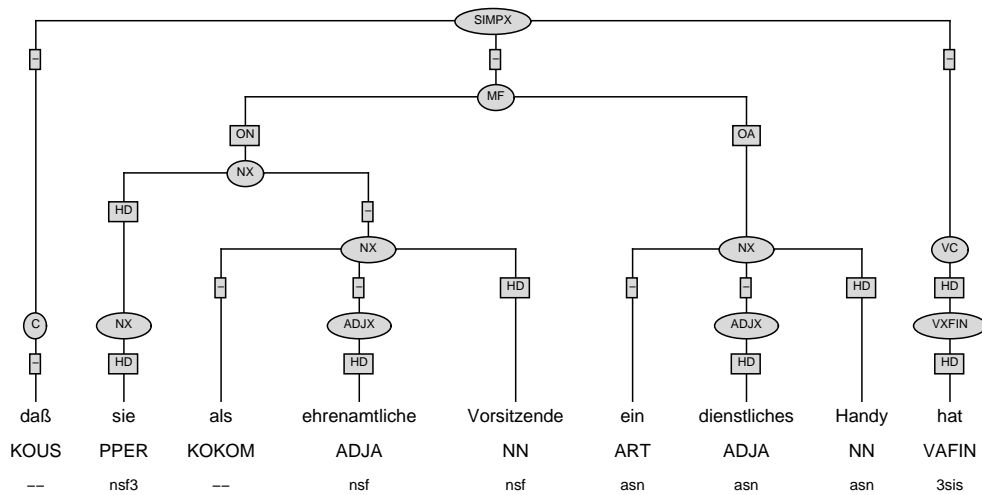 SIMPX
– – –
MF
ON OA
NX
HD –
NX NX VC
– – HD – – HD HD
C NX ADJX ADJX VXFIN
– HD HD HD HD
daß sie als ehrenamtliche Vorsitzende ein dienstliches Handy hat
KOUS PPER KOKOM ADJA NN ART ADJA NN VAFIN
–– nsf3 –– nsf nsf asn asn asn 3sis